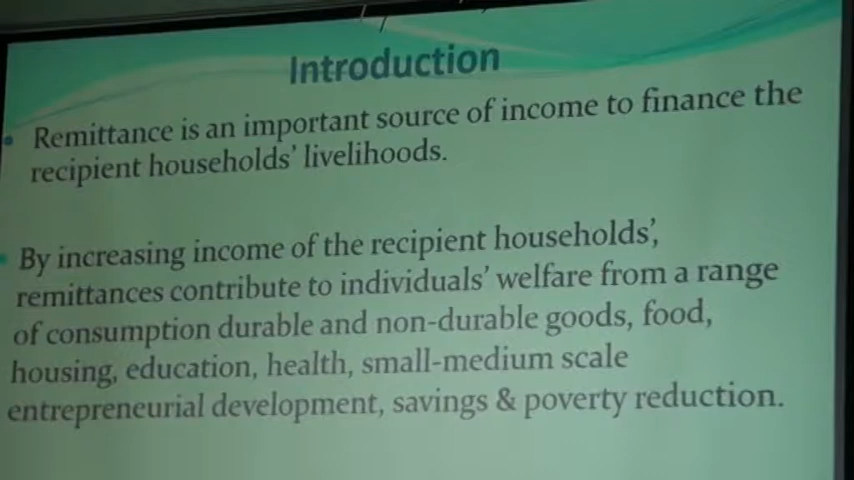 Introduction
• Remittance is an important source of income to finance the
recipient households' livelihoods.
• By increasing income of the recipient households',
remittances contribute to individuals' welfare from a range
of consumption durable and non-durable goods, food,
housing, education, health, small-medium scale
entrepreneurial development, savings & poverty reduction.